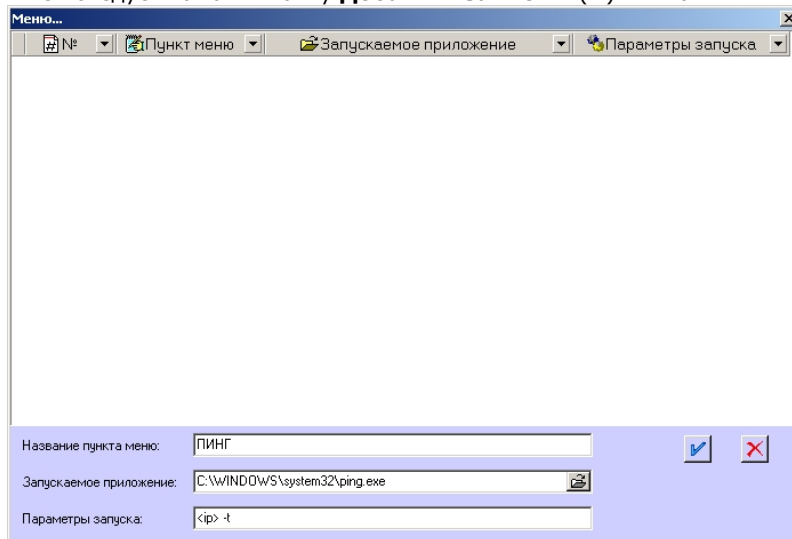 Меню...
№ Пункт меню Запускаемое приложение Параметры запуска
Название пункта меню: ПИНГ
Запускаемое приложение: C:\WINDOWS\system32\ping.exe
Параметры запуска: <ip> -t